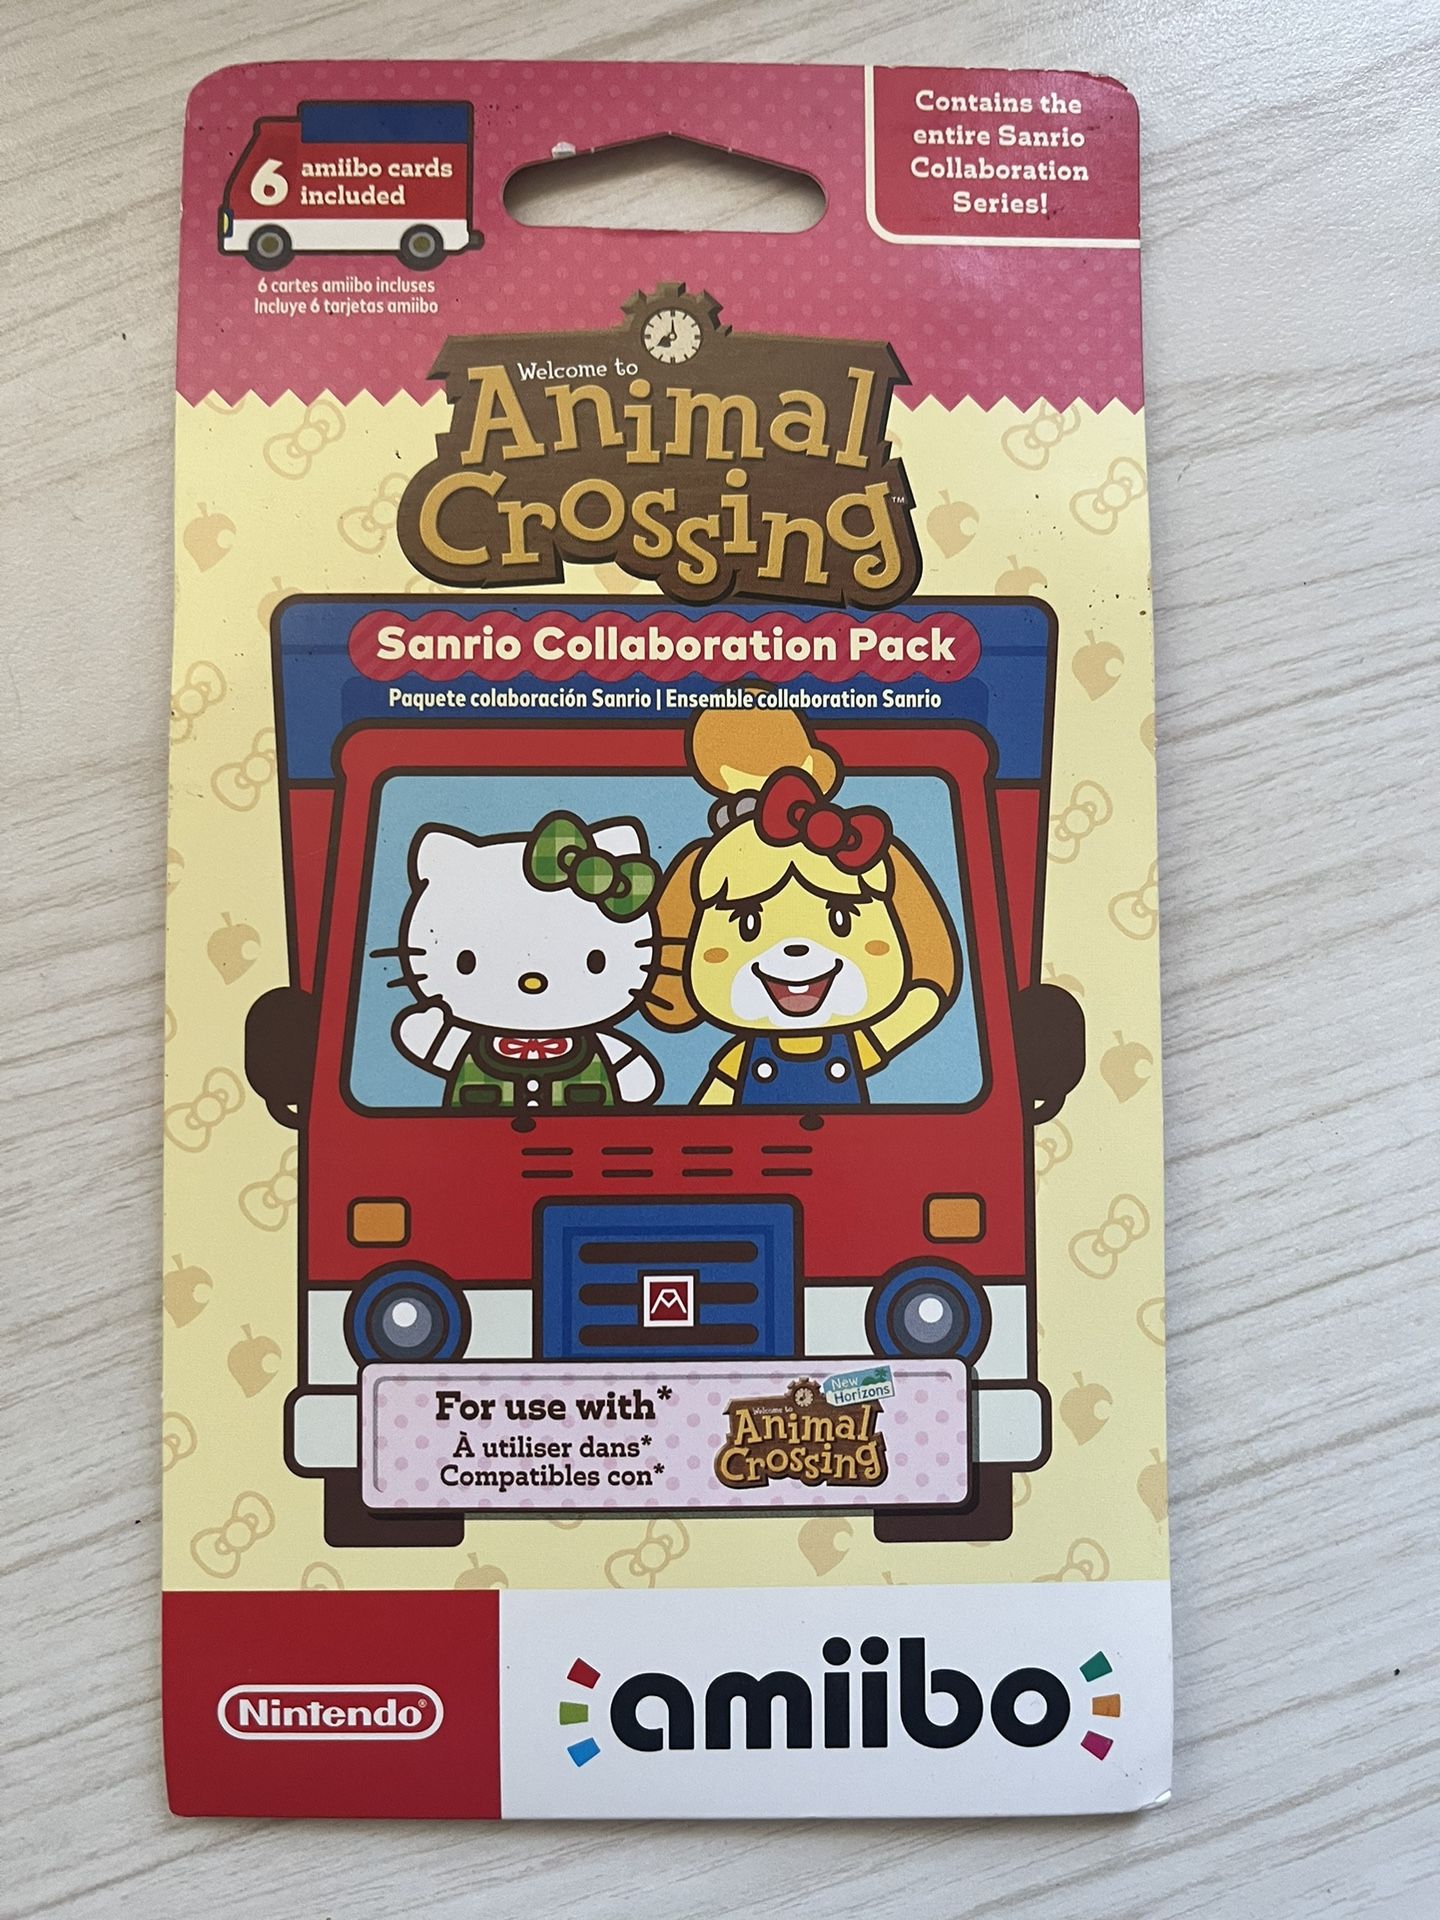 6 amiibo cards
included
6 cartes amiibo incluses
Incluye 6 tarjetas amiibo
Contains the
entire Sanrio
Collaboration
Series!
Welcome to
Animal
Crossing™
Sanrio Collaboration Pack
Paquete colaboración Sanrio | Ensemble collaboration Sanrio
For use with*
À utiliser dans*
Compatibles con*
New
Horizons
Welcome to
Animal
Crossing
Nintendo®
amiibo